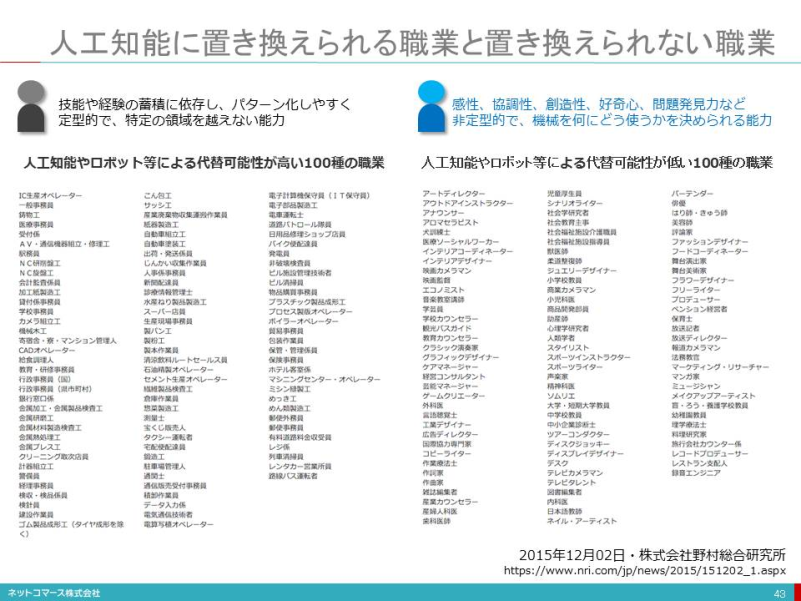 人工知能に置き換えられる職業と置き換えられない職業
技能や経験の蓄積に依存し、パターン化しやすく
定型的で、特定の領域を越えない能力
感性、協調性、創造性、好奇心、問題発見力など
非定型的で、機械を何にどう使うかを決められる能力
人工知能やロボット等による代替可能性が高い100種の職業
IC生産オペレーター
一般事務員
鋳物工
医療事務員
受付係
AV・通信機器組立・修理工
駅務員
NC研削盤工
NC旋盤工
会計監査係員
加工紙製造工
貸付係事務員
学校事務員
カメラ組立工
機械木工
寄宿舎・寮・マンション管理人
CADオペレーター
給食調理人
教育・研修事務員
行政事務員（国）
行政事務員（県市町村）
銀行窓口係
金属加工・金属製品検査工
金属研磨工
金属材料製造検査工
金属熱処理工
金属プレス工
クリーニング取次店員
計器組立工
警備員
経理事務員
検収・検品係員
検針員
建設作業員
ゴム製品成形工（タイヤ成形を除
く）
こん包工
サッシ工
産業廃棄物収集運搬作業員
紙器製造工
自動車組立工
自動車塗装工
出荷・発送係員
じんかい収集作業員
人事係事務員
新聞配達員
診療情報管理士
水産ねり製品製造工
スーパー店員
生産現場事務員
製パン工
製粉工
製本作業員
清涼飲料ルートセールス員
石油精製オペレーター
セメント生産オペレーター
繊維製品検査工
倉庫作業員
惣菜製造工
測量士
宝くじ販売人
タクシー運転者
宅配便配達員
鍛造工
駐車場管理人
通関士
通信販売受付事務員
積卸作業員
データ入力係
電気通信技術者
電算写植オペレーター
電子計算機保守員（IT保守員）
電子部品製造工
電車運転士
道路パトロール隊員
日用品修理ショップ店員
バイク便配達員
発電員
非破壊検査員
ビル施設管理技術者
ビル清掃員
物品購買事務員
プラスチック製品成形工
プロセス製版オペレーター
ボイラーオペレーター
貿易事務員
包装作業員
保管・管理係員
保険事務員
ホテル客室係
マシニングセンター・オペレーター
ミシン縫製工
めっき工
めん類製造工
郵便外務員
郵便事務員
有料道路料金収受員
レジ係
列車清掃員
レンタカー営業所員
路線バス運転者
人工知能やロボット等による代替可能性が低い100種の職業
アートディレクター
アウトドアインストラクター
アナウンサー
アロマセラピスト
犬訓練士
医療ソーシャルワーカー
インテリアコーディネーター
インテリアデザイナー
映画カメラマン
映画監督
エコノミスト
音楽教室講師
学芸員
学校カウンセラー
観光バスガイド
教育カウンセラー
クラシック演奏家
グラフィックデザイナー
ケアマネージャー
経営コンサルタント
芸能マネージャー
ゲームクリエーター
外科医
言語聴覚士
工業デザイナー
広告ディレクター
国際協力専門家
コピーライター
作業療法士
作詞家
作曲家
雑誌編集者
産業カウンセラー
産婦人科医
歯科医師
児童厚生員
シナリオライター
社会学研究者
社会教育主事
社会福祉施設介護職員
社会福祉施設指導員
獣医師
柔道整復師
ジュエリーデザイナー
小学校教員
商業カメラマン
小児科医
商品開発部員
助産師
心理学研究者
人類学者
スタイリスト
スポーツインストラクター
スポーツライター
声楽家
精神科医
ソムリエ
大学・短期大学教員
中学校教員
中小企業診断士
ツアーコンダクター
ディスクジョッキー
ディスプレイデザイナー
デスク
テレビカメラマン
テレビタレント
図書編集者
内科医
日本語教師
ネイル・アーティスト
バーテンダー
俳優
はり師・きゅう師
美容師
評論家
ファッションデザイナー
フードコーディネーター
舞台演出家
舞台美術家
フラワーデザイナー
フリーライター
プロデューサー
ペンション経営者
保育士
放送記者
放送ディレクター
報道カメラマン
法務教官
マーケティング・リサーチャー
マンガ家
ミュージシャン
メイクアップアーティスト
盲・ろう・養護学校教員
幼稚園教員
理学療法士
料理研究家
旅行会社カウンター係
レコードプロデューサー
レストラン支配人
録音エンジニア
2015年12月02日・株式会社野村総合研究所
https://www.nri.com/jp/news/2015/151202_1.aspx
ネットコマース株式会社
43